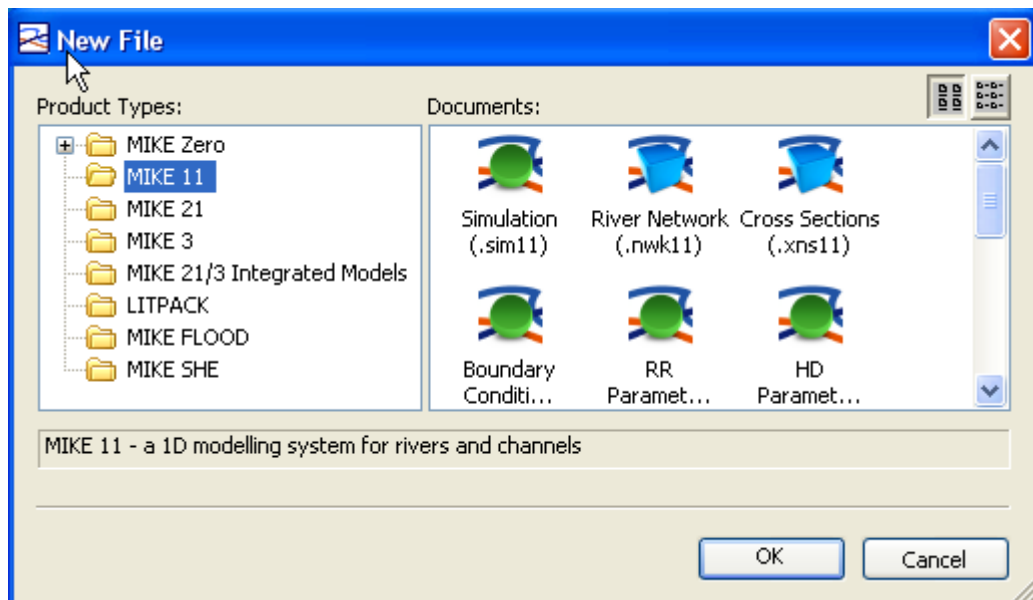 New File
Product Types:
Documents:
MIKE Zero
MIKE 11
MIKE 21
MIKE 3
MIKE 21/3 Integrated Models
LITPACK
MIKE FLOOD
MIKE SHE
Simulation
(.sim11)
River Network
(.nwk11)
Cross Sections
(.xns11)
Boundary
Conditi...
RR
Paramet...
HD
Paramet...
MIKE 11 - a 1D modelling system for rivers and channels
OK
Cancel